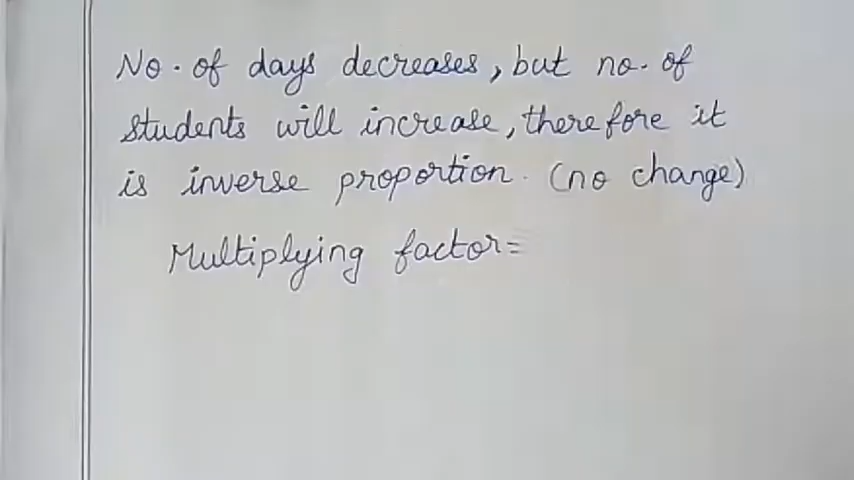 No. of days decreases, but no. of
students will increase, therefore it
is inverse proportion. (no change)
Multiplying factor=